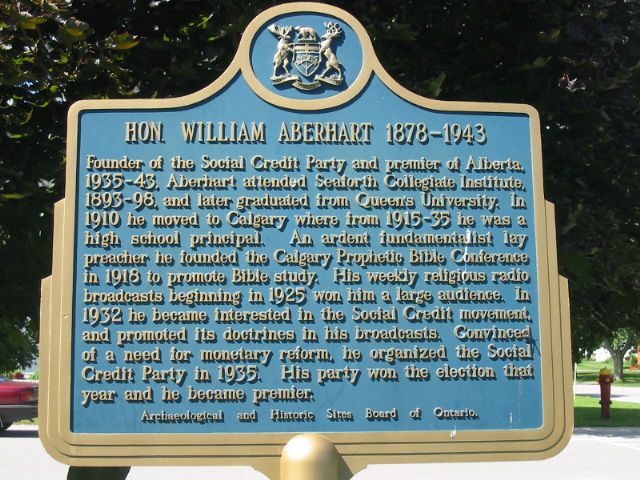 HON. WILLIAM ABERHART 1878-1943
Founder of the Social Credit Party and premier of Alberta,
1935-43, Aberhart attended Seaforth Collegiate Institute,
1893-98, and later graduated from Queen's University. In
1910 he moved to Calgary where from 1915-35 he was a
high school principal. An ardent fundamentalist lay
preacher he founded the Calgary Prophetic Bible Conference
in 1918 to promote Bible study. His weekly religious radio
broadcasts beginning in 1925 won him a large audience. In
1932 he became interested in the Social Credit movement,
and promoted its doctrines in his broadcasts. Convinced
of a need for monetary reform, he organized the Social
Credit Party in 1935. His party won the election that
year and he became premier.
Archaeological and Historic Sites Board of Ontario.